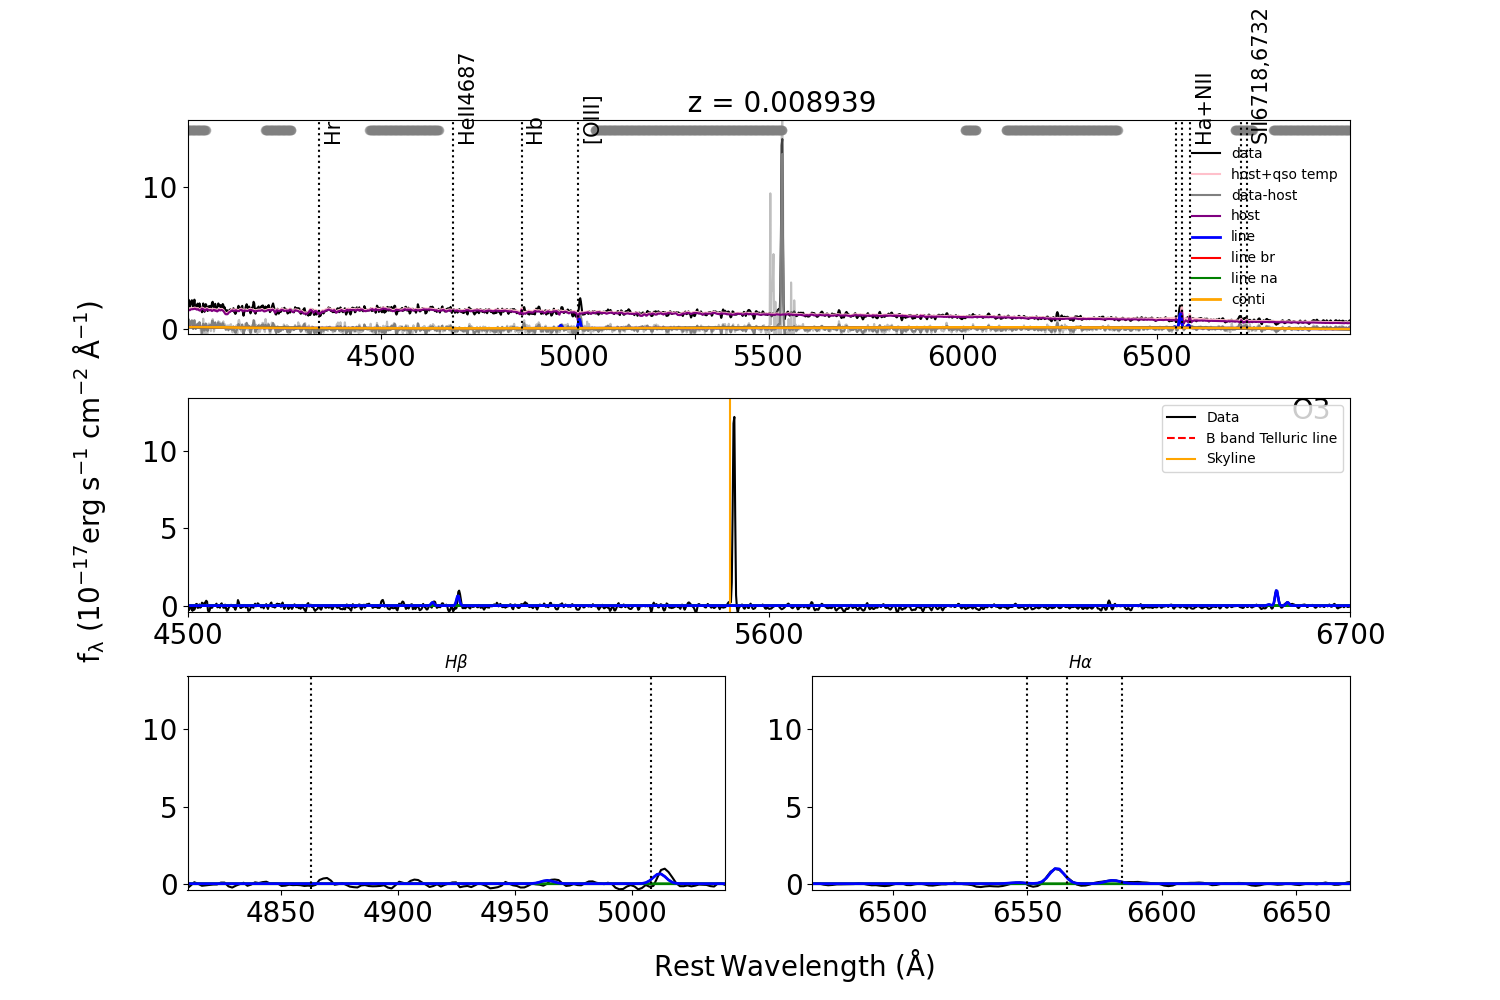 z = 0.008939
Hr
HeII4687
Hb
[OIII]
Ha+NII
SII6718,6732
10
0
data
host+qso temp
data-host
host
line
line br
line na
conti
4500 5000 5500 6000 6500
fλ (10⁻¹⁷erg s⁻¹ cm⁻² Å⁻¹)
O3
10
5
0
Data
B band Telluric line
Skyline
4500 5600 6700
Hβ
10
5
0
4850 4900 4950 5000
Hα
10
5
0
6500 6550 6600 6650
Rest Wavelength (Å)